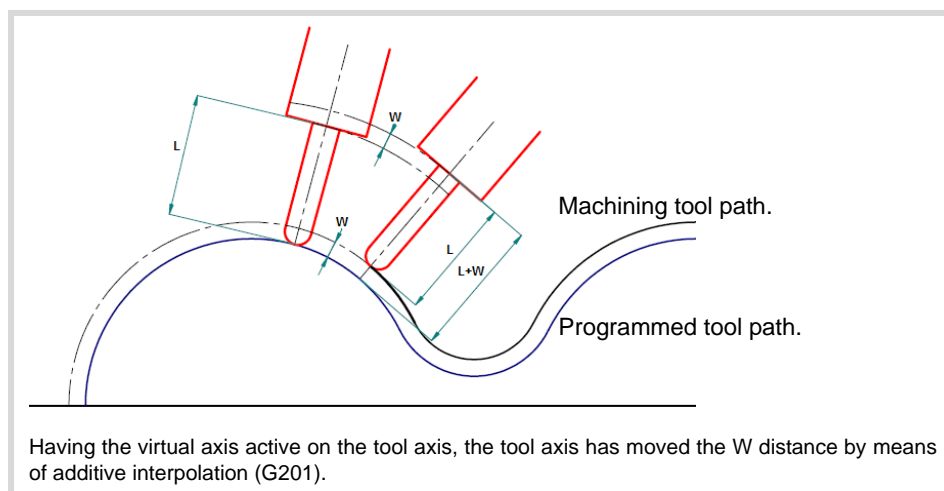 W
L
W
Machining tool path.
L
L+W
Programmed tool path.
Having the virtual axis active on the tool axis, the tool axis has moved the W distance by means
of additive interpolation (G201).